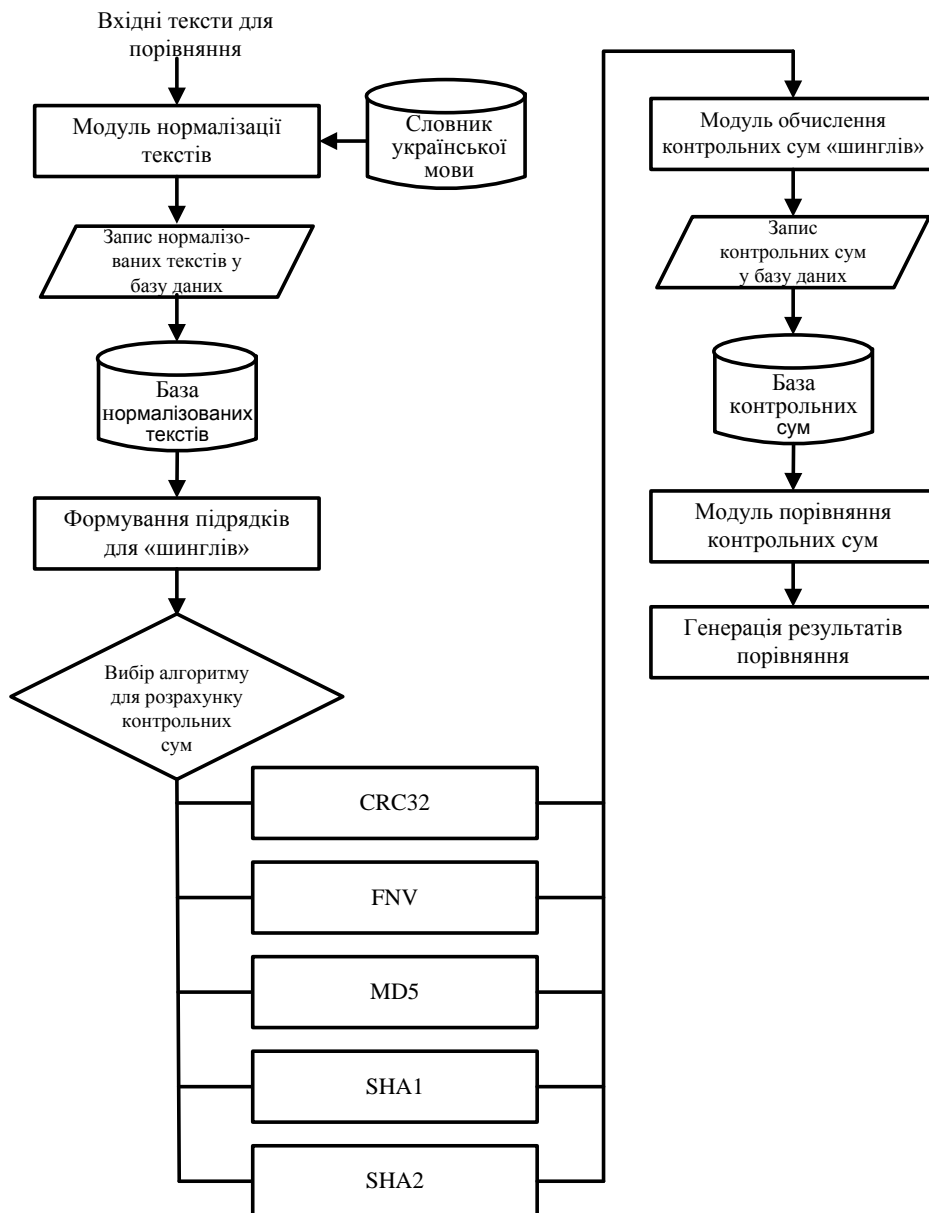 Вхідні тексти для
порівняння
Модуль нормалізації
текстів
Словник
української
мови
Запис нормалізо-
ваних текстів у
базу даних
База
нормалізованих
текстів
Формування підрядків
для «шинглів»
Вибір алгоритму
для розрахунку
контрольних
сум
CRC32
FNV
MD5
SHA1
SHA2
Модуль обчислення
контрольних сум «шинглів»
Запис
контрольних сум
у базу даних
База
контрольних
сум
Модуль порівняння
контрольних сум
Генерація результатів
порівняння